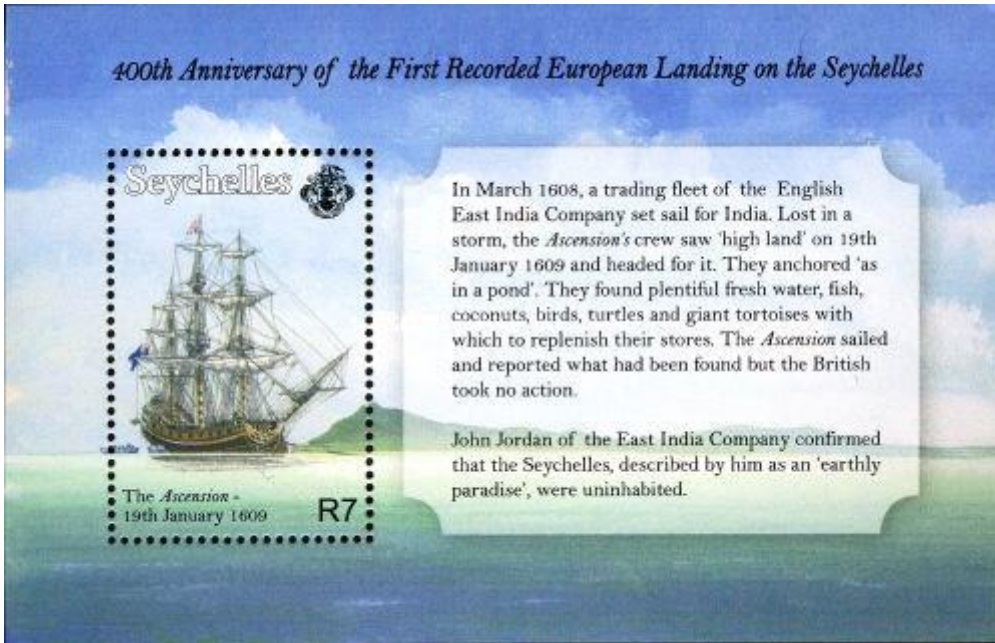 400th Anniversary of the First Recorded European Landing on the Seychelles
Seychelles
In March 1608, a trading fleet of the English
East India Company set sail for India. Lost in a
storm, the Ascension's crew saw 'high land' on 19th
January 1609 and headed for it. They anchored 'as
in a pond'. They found plentiful fresh water, fish,
coconuts, birds, turtles and giant tortoises with
which to replenish their stores. The Ascension sailed
and reported what had been found but the British
took no action.
John Jordan of the East India Company confirmed
that the Seychelles, described by him as an 'earthly
paradise', were uninhabited.
The Ascension -
19th January 1609
R7